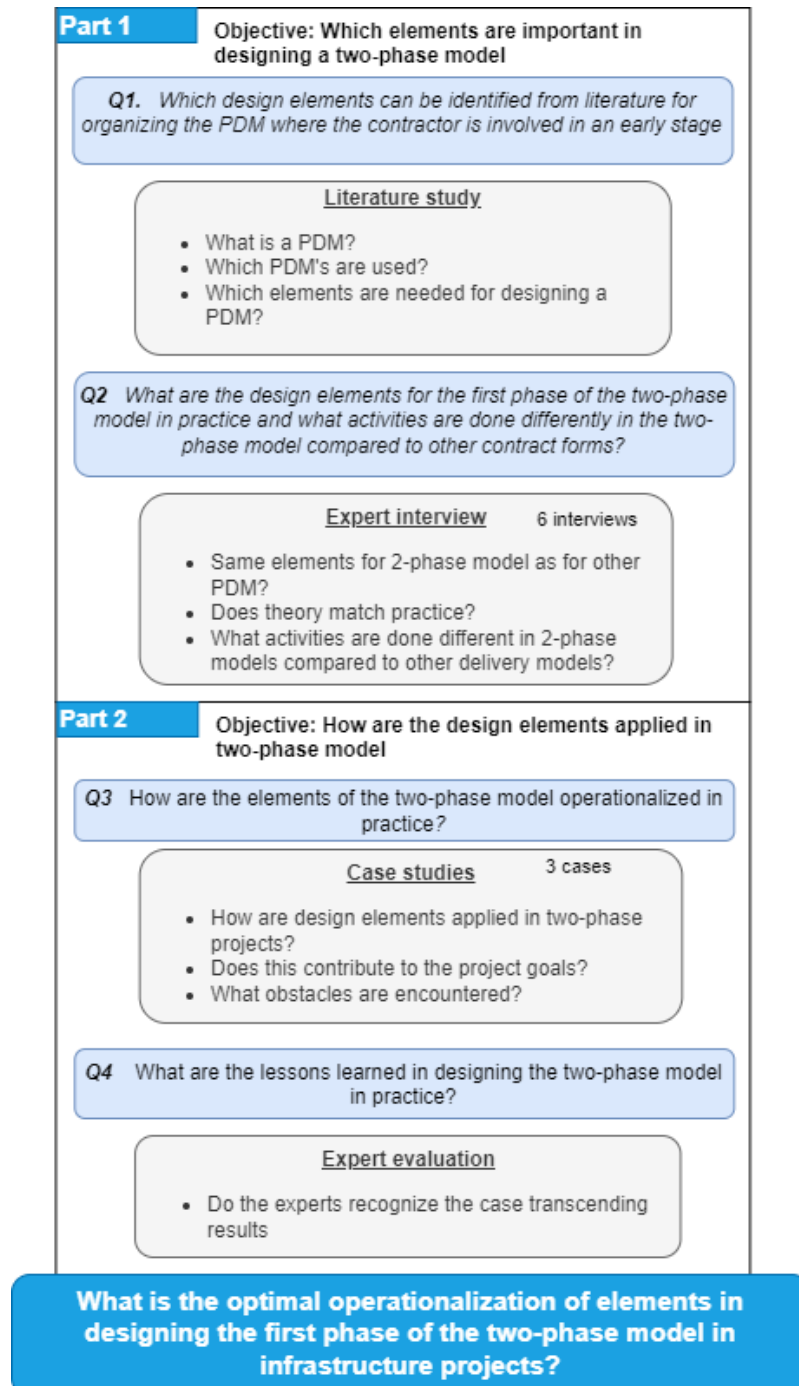 Part 1
Objective: Which elements are important in
designing a two-phase model
Q1. Which design elements can be identified from literature for
organizing the PDM where the contractor is involved in an early stage
Literature study
• What is a PDM?
• Which PDM's are used?
• Which elements are needed for designing a
PDM?
Q2 What are the design elements for the first phase of the two-phase
model in practice and what activities are done differently in the two-
phase model compared to other contract forms?
Expert interview 6 interviews
• Same elements for 2-phase model as for other
PDM?
• Does theory match practice?
• What activities are done different in 2-phase
models compared to other delivery models?
Part 2
Objective: How are the design elements applied in
two-phase model
Q3 How are the elements of the two-phase model operationalized in
practice?
Case studies 3 cases
• How are design elements applied in two-phase
projects?
• Does this contribute to the project goals?
• What obstacles are encountered?
Q4 What are the lessons learned in designing the two-phase model
in practice?
Expert evaluation
• Do the experts recognize the case transcending
results
What is the optimal operationalization of elements in
designing the first phase of the two-phase model in
infrastructure projects?